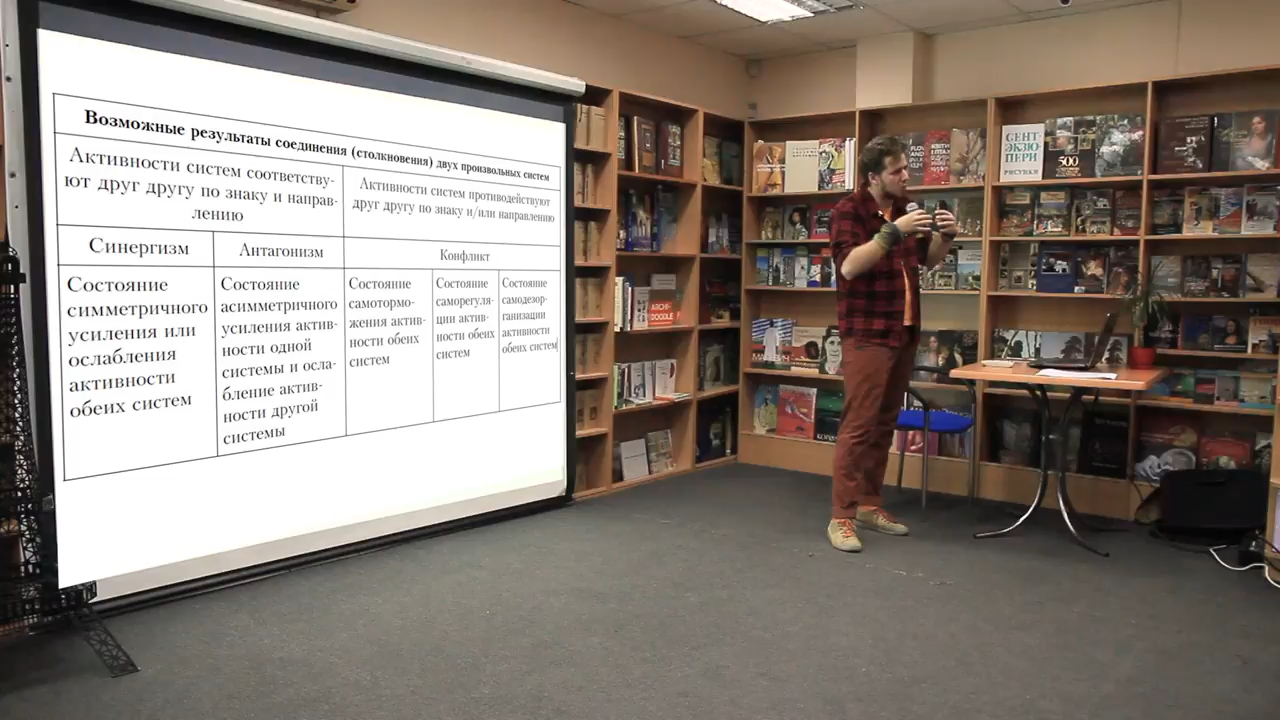 Возможные результаты соединения (столкновения) двух произвольных систем
Активности систем соответству-
ют друг другу по знаку и направ-
лению
Активности систем противодействуют
друг другу по знаку и/или направлению
Синергизм
Антагонизм
Конфликт
Состояние
симметричного
усиления или
ослабления
активности
обеих систем
Состояние
асимметричного
усиления актив-
ности одной
системы и осла-
бление актив-
ности другой
системы
Состояние
самотормо-
жения актив-
ности обеих
систем
Состояние
саморегуля-
ции актив-
ности обеих
систем
Состояние
самодезор-
ганизации
активности
обеих систем
СЕНТ-
ЭКЗЮ-
ПЕРИ
РИСУНКИ
500
ARCHI-
DOODLE